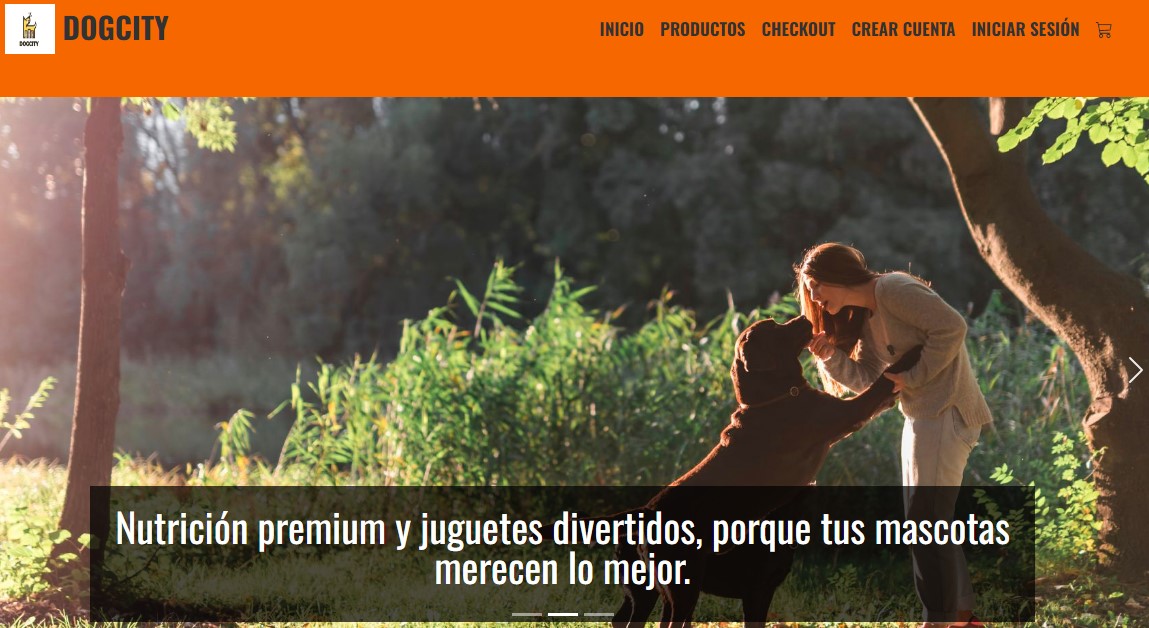 DOGCITY
DOGCITY
INICIO PRODUCTOS CHECKOUT CREAR CUENTA INICIAR SESIÓN
Nutrición premium y juguetes divertidos, porque tus mascotas
merecen lo mejor.